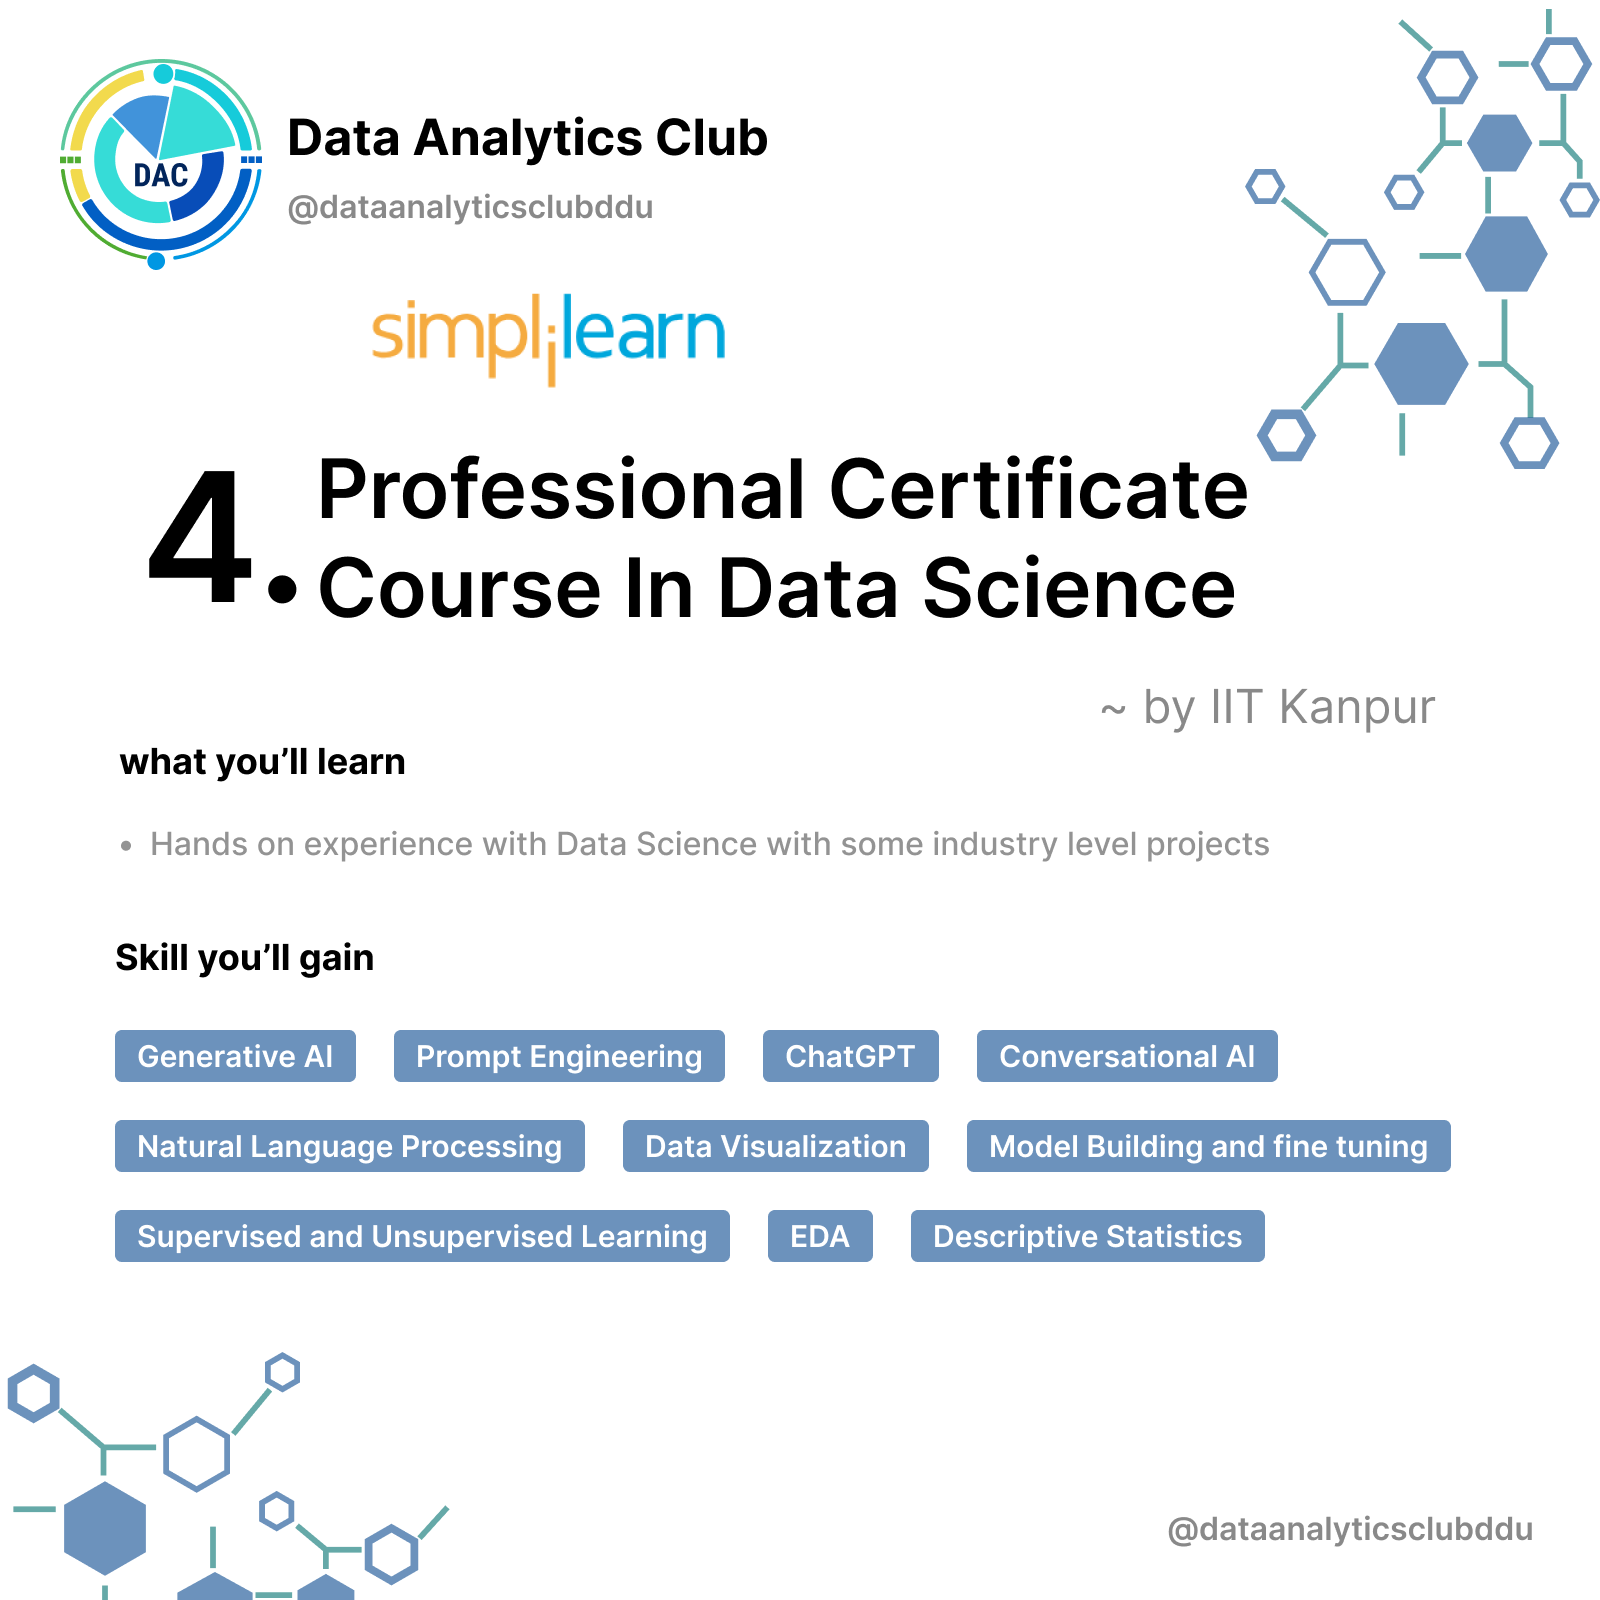 DAC
Data Analytics Club
@dataanalyticsclubddu
simplilearn
4. Professional Certificate
Course In Data Science
~ by IIT Kanpur
what you’ll learn
• Hands on experience with Data Science with some industry level projects
Skill you’ll gain
Generative AI Prompt Engineering ChatGPT Conversational AI
Natural Language Processing Data Visualization Model Building and fine tuning
Supervised and Unsupervised Learning EDA Descriptive Statistics
@dataanalyticsclubddu